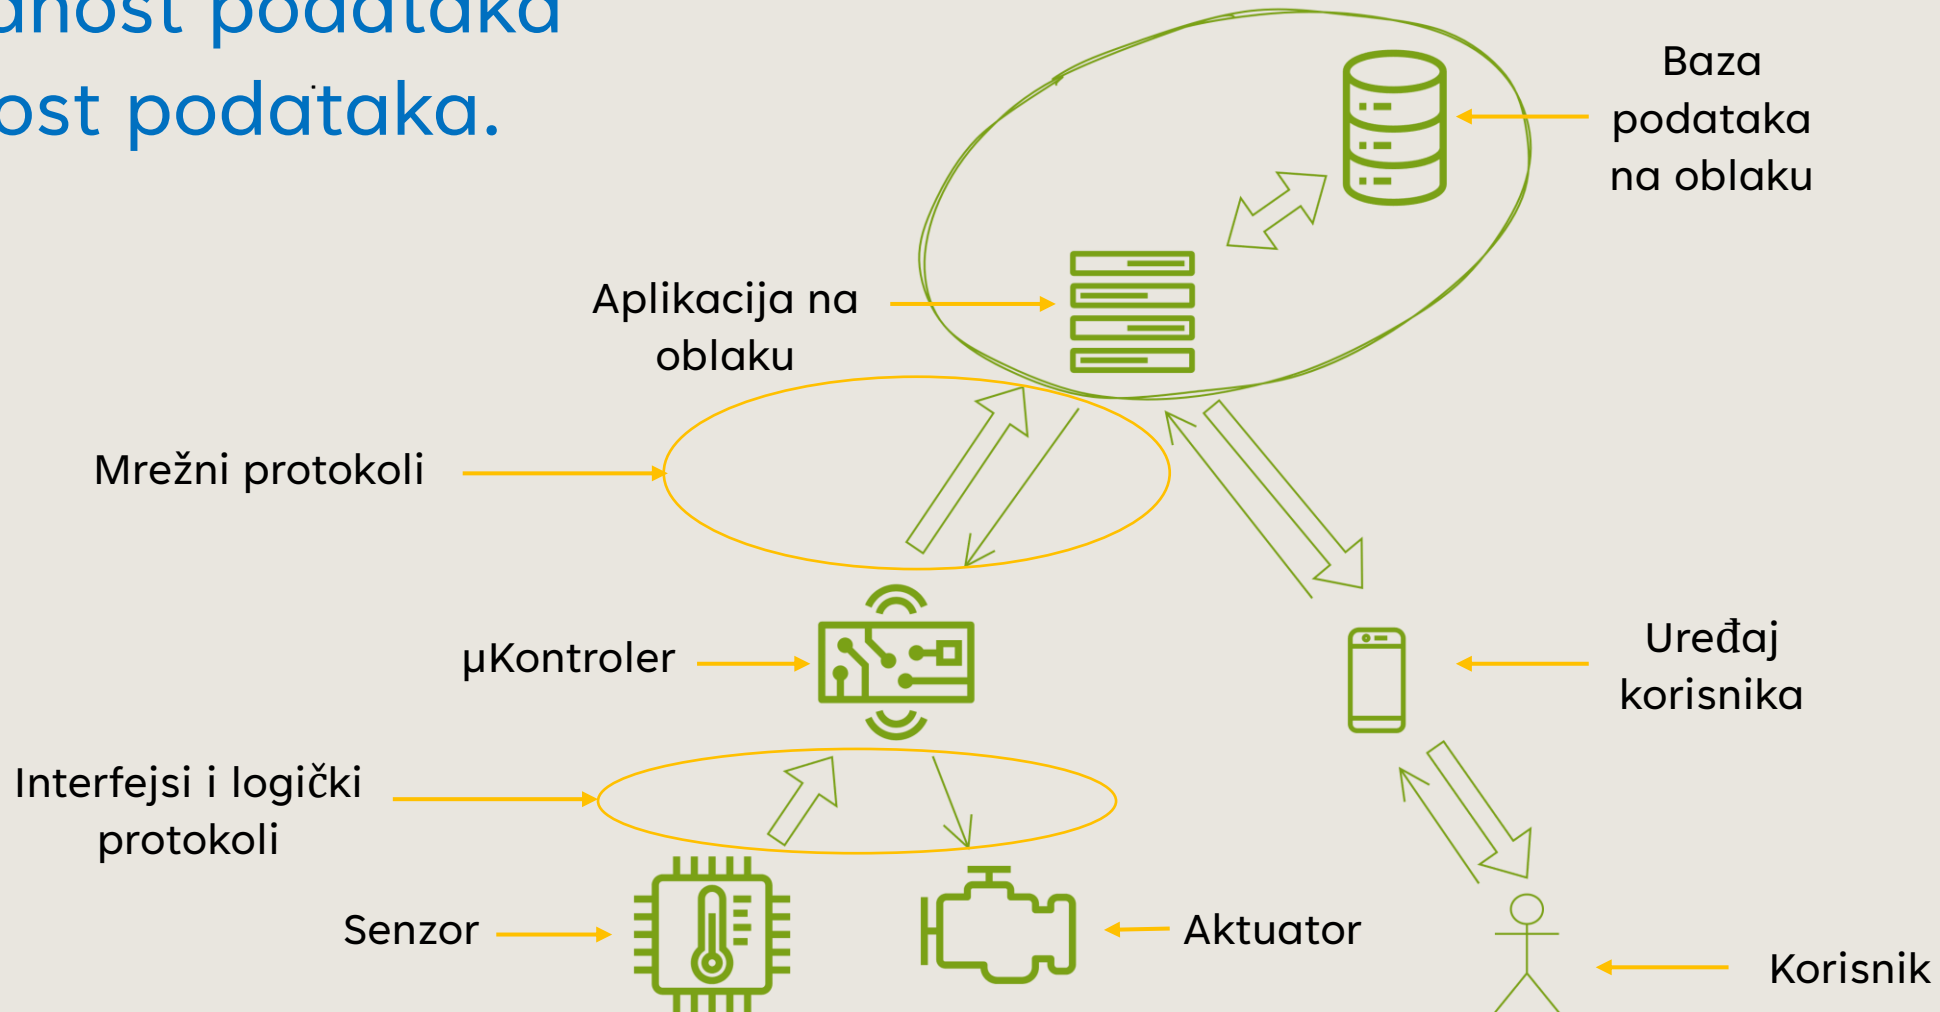 podataka
podataka.
Baza
podataka
na oblaku
Aplikacija na
oblaku
Mrežni protokoli
µKontroler
Uređaj
korisnika
Interfejsi i logički
protokoli
Senzor
Aktuator
Korisnik